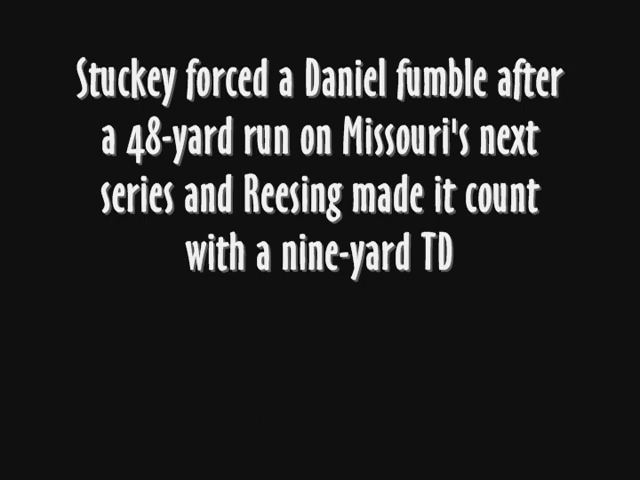 Stuckey forced a Daniel fumble after
a 48-yard run on Missouri's next
series and Reesing made it count
with a nine-yard TD